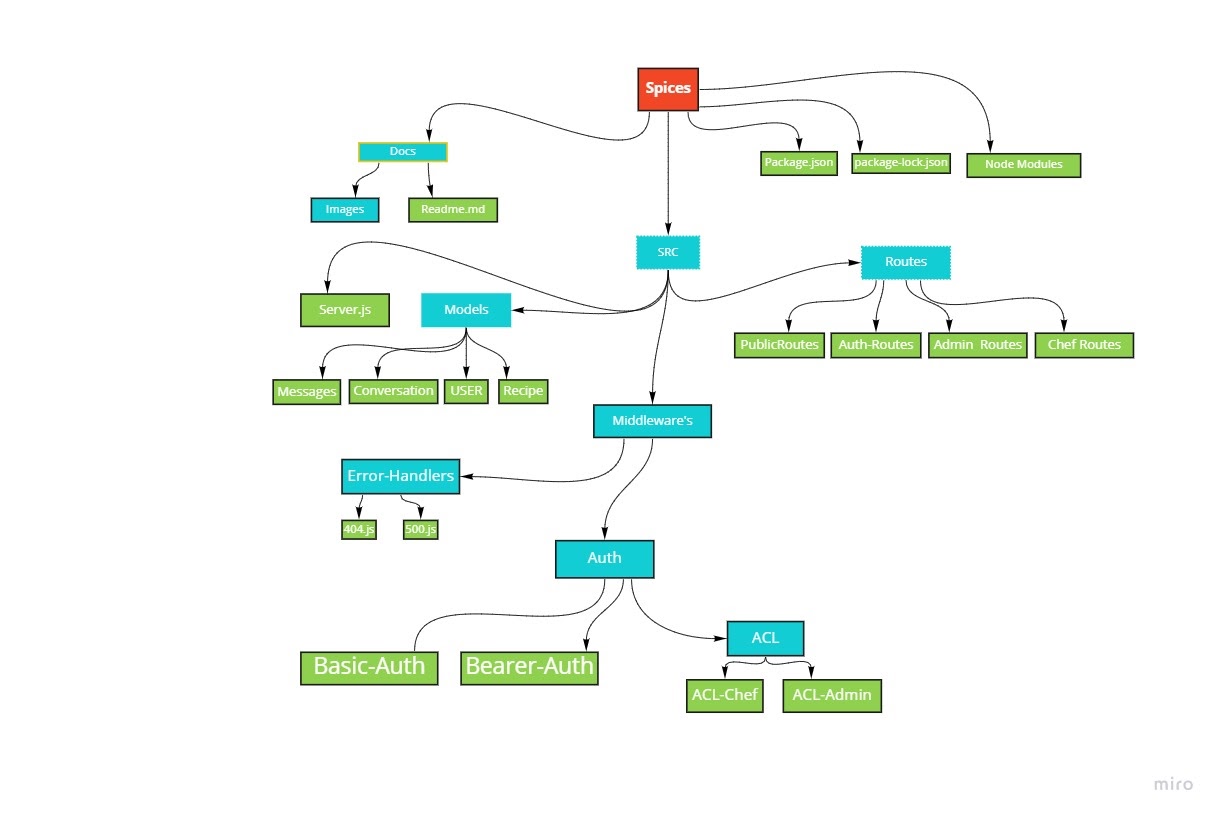 Spices
Docs
Package.json
package-lock.json
Node Modules
Images
Readme.md
SRC
Routes
Server.js
Models
PublicRoutes
Auth-Routes
Admin  Routes
Chef Routes
Messages
Conversation
USER
Recipe
Middleware's
Error-Handlers
404.js
500.js
Auth
ACL
Basic-Auth
Bearer-Auth
ACL-Chef
ACL-Admin
miro